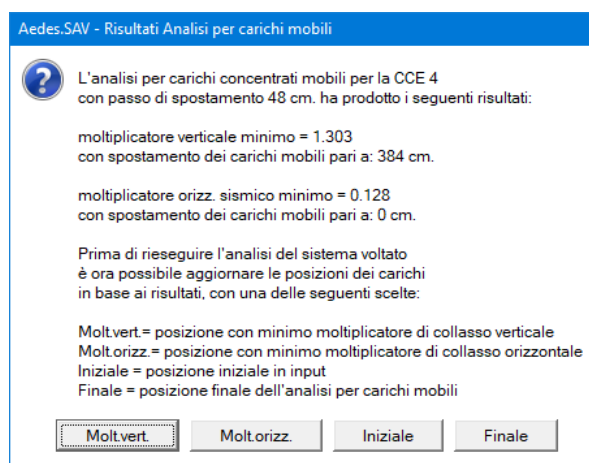 Aedes.SAV - Risultati Analisi per carichi mobili
L'analisi per carichi concentrati mobili per la CCE 4
con passo di spostamento 48 cm. ha prodotto i seguenti risultati:
moltiplicatore verticale minimo = 1.303
con spostamento dei carichi mobili pari a: 384 cm.
moltiplicatore orizz. sismico minimo = 0.128
con spostamento dei carichi mobili pari a: 0 cm.
Prima di rieseguire l'analisi del sistema voltato
è ora possibile aggiornare le posizioni dei carichi
in base ai risultati, con una delle seguenti scelte:
Molt.vert.= posizione con minimo moltiplicatore di collasso verticale
Molt.orizz.= posizione con minimo moltiplicatore di collasso orizzontale
Iniziale = posizione iniziale in input
Finale = posizione finale dell'analisi per carichi mobili
Molt.vert. Molt.orizz. Iniziale Finale